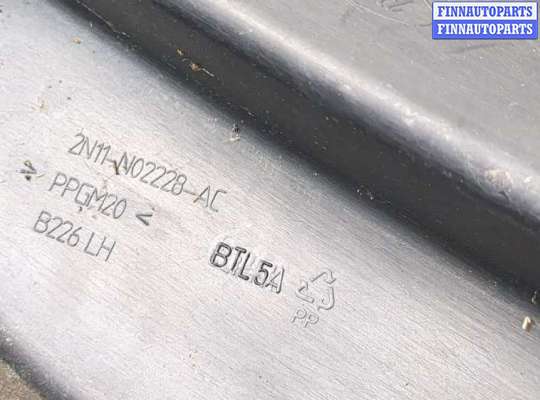 FINNAUTOPARTS
FINNAUTOPARTS
2N11-N02228-AC
> PPGM20 <
B226 LH
BTL5A
PP